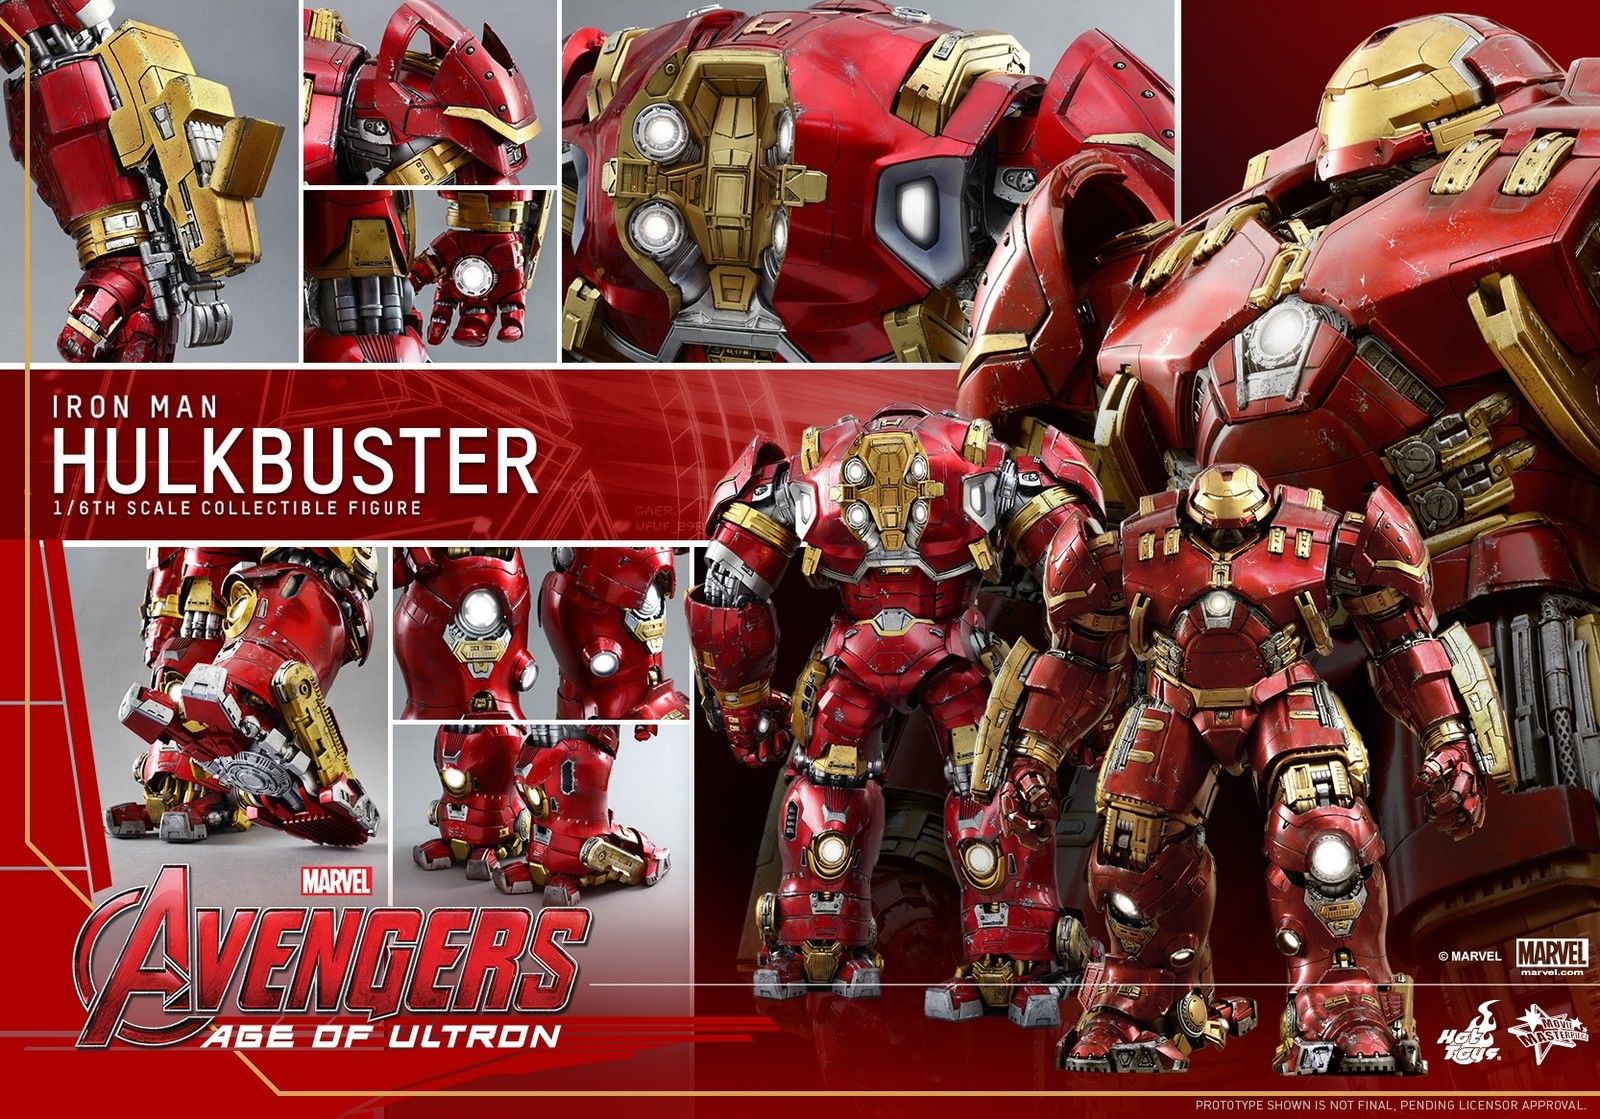 IRON MAN
HULKBUSTER
1/6TH SCALE COLLECTIBLE FIGURE
MARVEL
AVENGERS
AGE OF ULTRON
© MARVEL
MARVEL
marvel.com
HOT TOYS
MOVIE
MASTERPIECE
PROTOTYPE SHOWN IS NOT FINAL, PENDING LICENSOR APPROVAL.